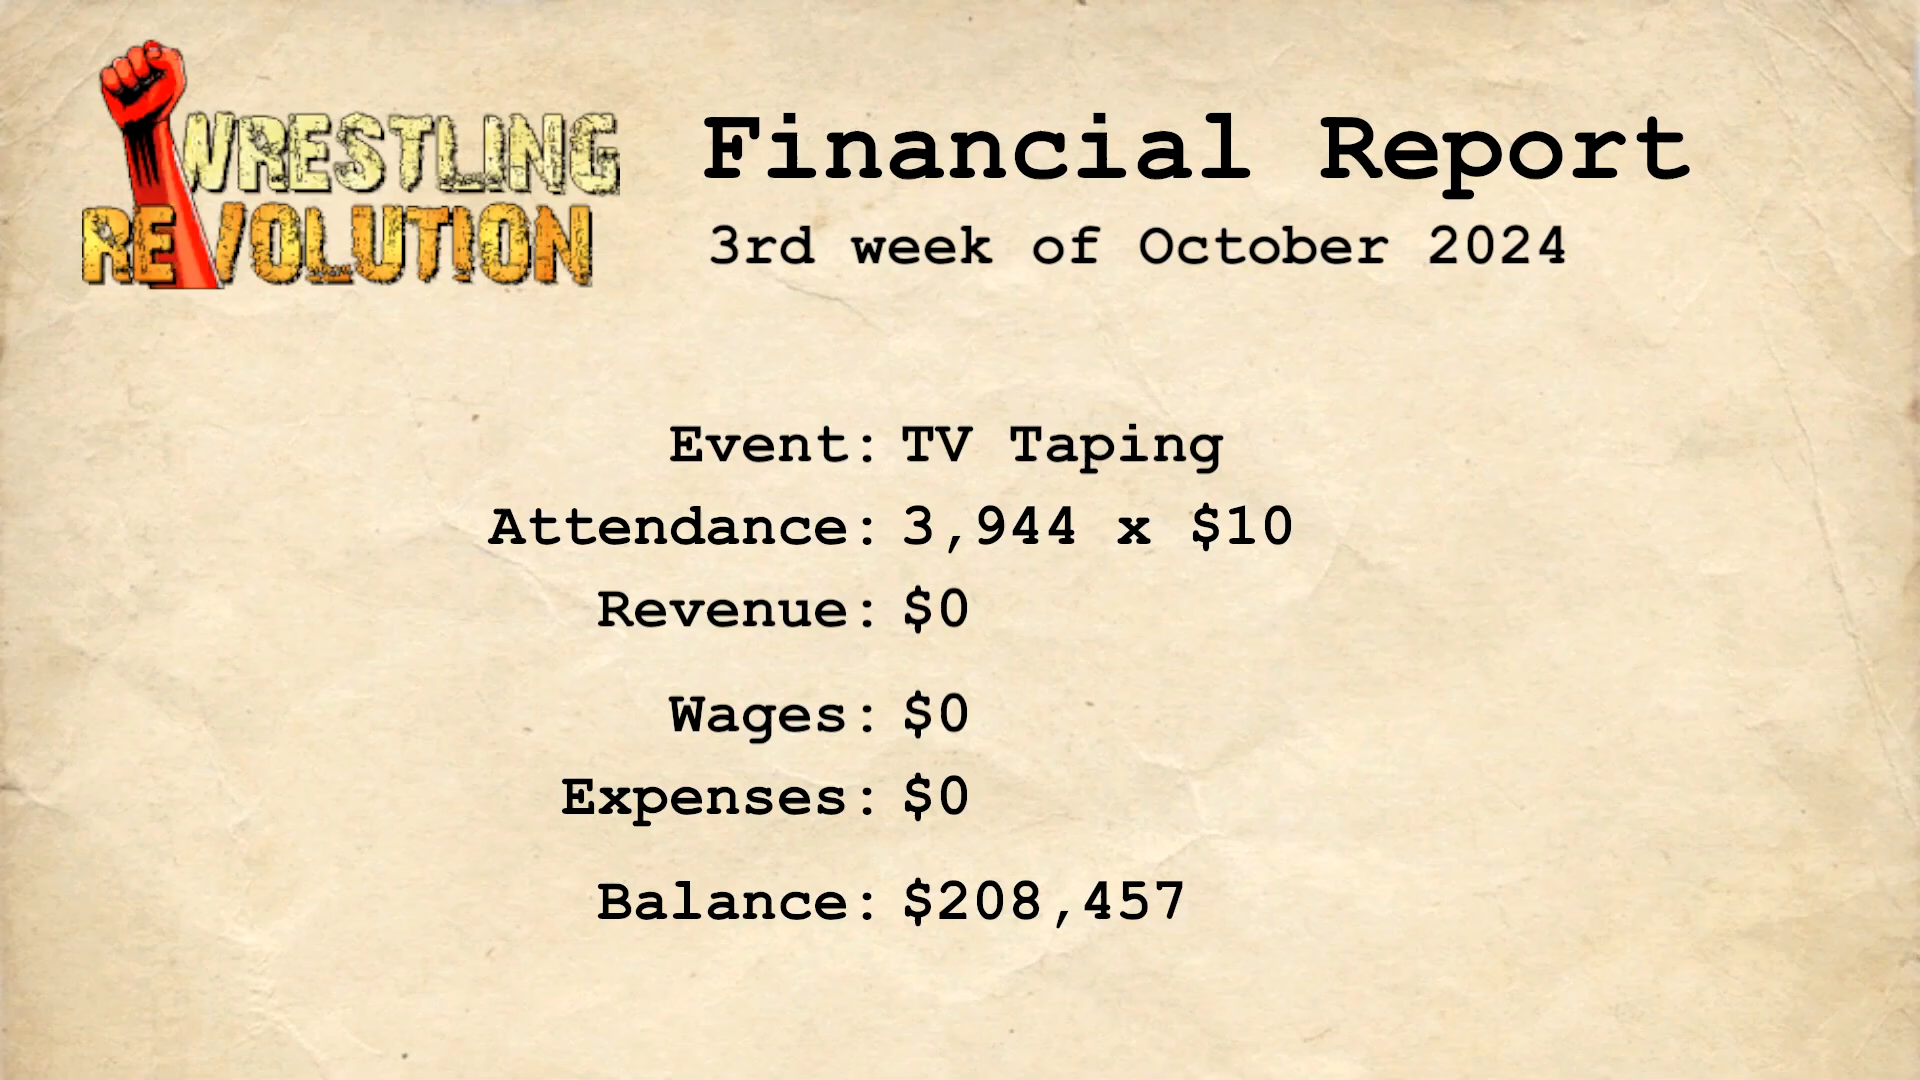 WRESTLING
REVOLUTION
Financial Report
3rd week of October 2024
Event: TV Taping
Attendance: 3,944 x $10
Revenue: $0
Wages: $0
Expenses: $0
Balance: $208,457